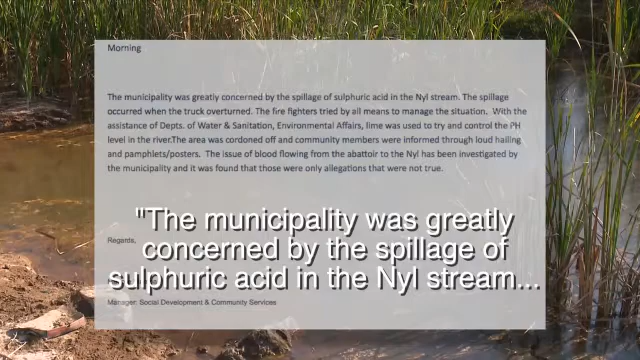 Morning
The municipality was greatly concerned by the spillage of sulphuric acid in the Nyl stream. The spillage
occurred when the truck overturned. The fire fighters tried by all means to manage the situation. With the
assistance of Depts. of Water & Sanitation, Environmental Affairs, lime was used to try and control the PH
level in the river.The area was cordoned off and community members were informed through loud hailing
and pamphlets/posters. The issue of blood flowing from the abattoir to the Nyl has been investigated by
the municipality and it was found that those were only allegations that were not true.
"The municipality was greatly
Regards,
concerned by the spillage of
sulphuric acid in the Nyl stream...
Manager: Social Development & Community Services